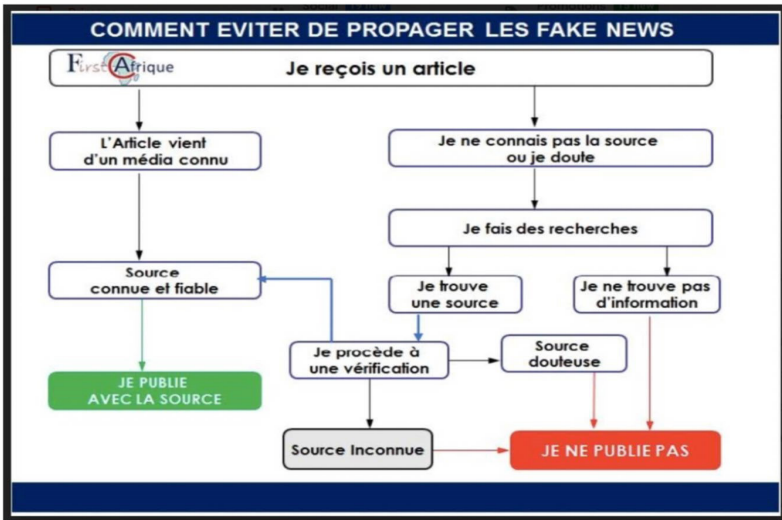 COMMENT EVITER DE PROPAGER LES FAKE NEWS
First Afrique
Je reçois un article
L'Article vient
d'un média connu
Je ne connais pas la source
ou je doute
Je fais des recherches
Source
connue et fiable
Je trouve
une source
Je ne trouve pas
d'information
Je procède à
une vérification
Source
douteuse
JE PUBLIE
AVEC LA SOURCE
Source Inconnue
JE NE PUBLIE PAS